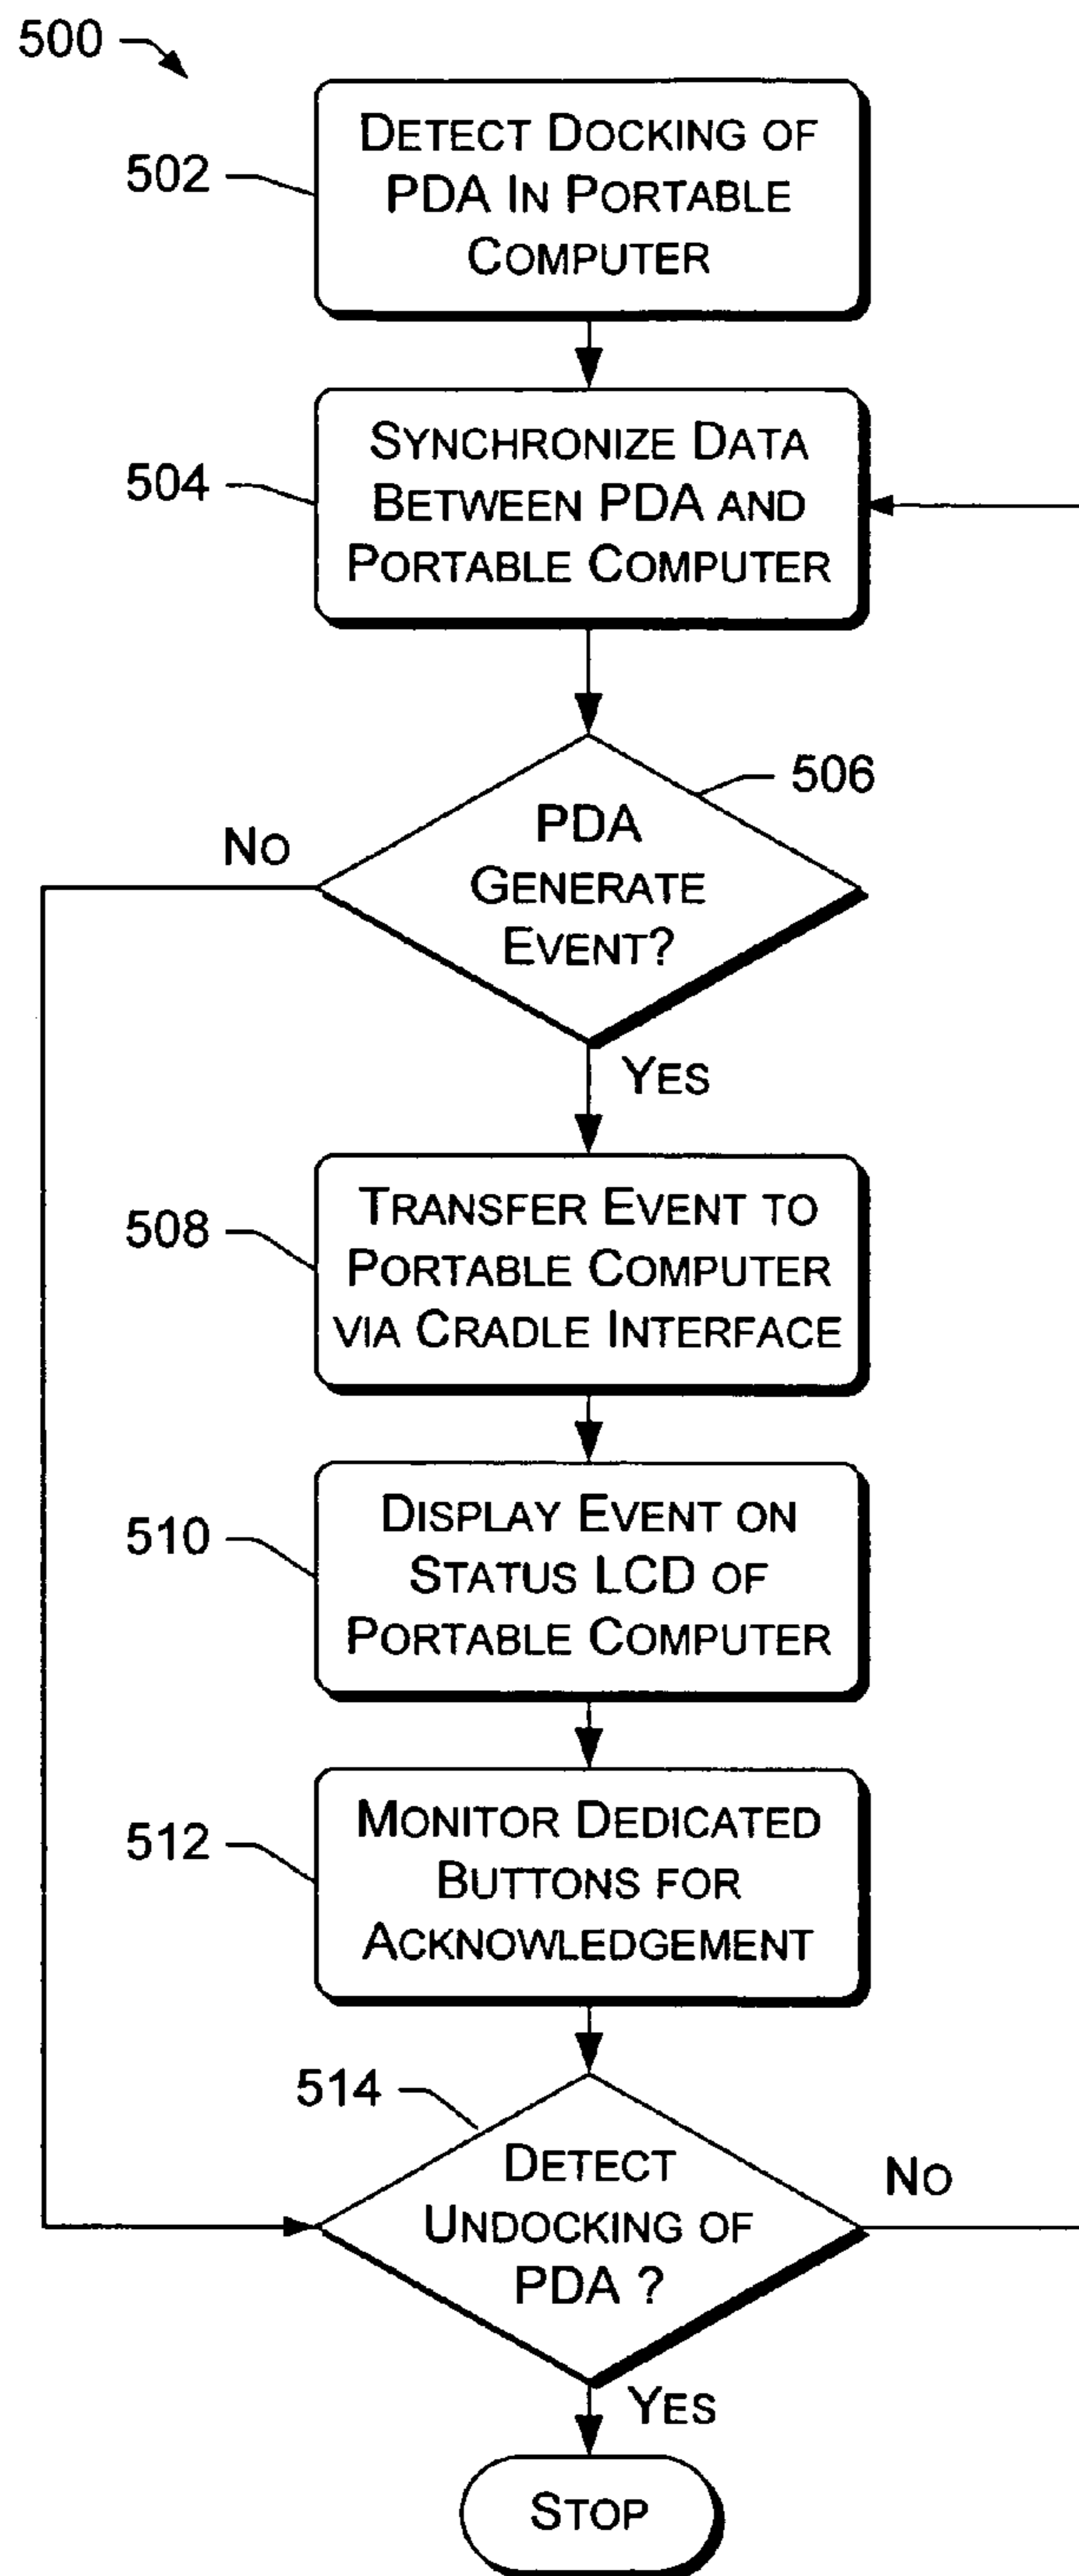 500
502
DETECT DOCKING OF
PDA IN PORTABLE
COMPUTER
504
SYNCHRONIZE DATA
BETWEEN PDA AND
PORTABLE COMPUTER
506
PDA
GENERATE
EVENT?
NO
YES
508
TRANSFER EVENT TO
PORTABLE COMPUTER
VIA CRADLE INTERFACE
510
DISPLAY EVENT ON
STATUS LCD OF
PORTABLE COMPUTER
512
MONITOR DEDICATED
BUTTONS FOR
ACKNOWLEDGEMENT
514
DETECT
UNDOCKING OF
PDA ?
NO
YES
STOP